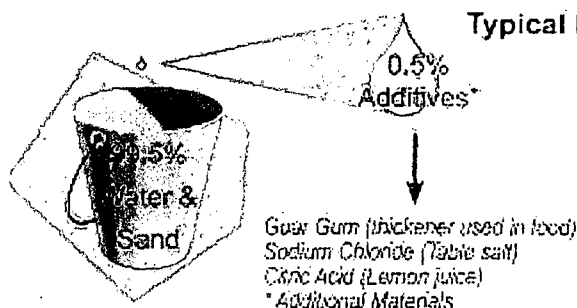 Typical
0.5%
Additives*
99.5%
Water &
Sand
Guar Gum (thickener used in food)
Sodium Chloride (Table salt)
Citric Acid (Lemon juice)
* Additional Materials